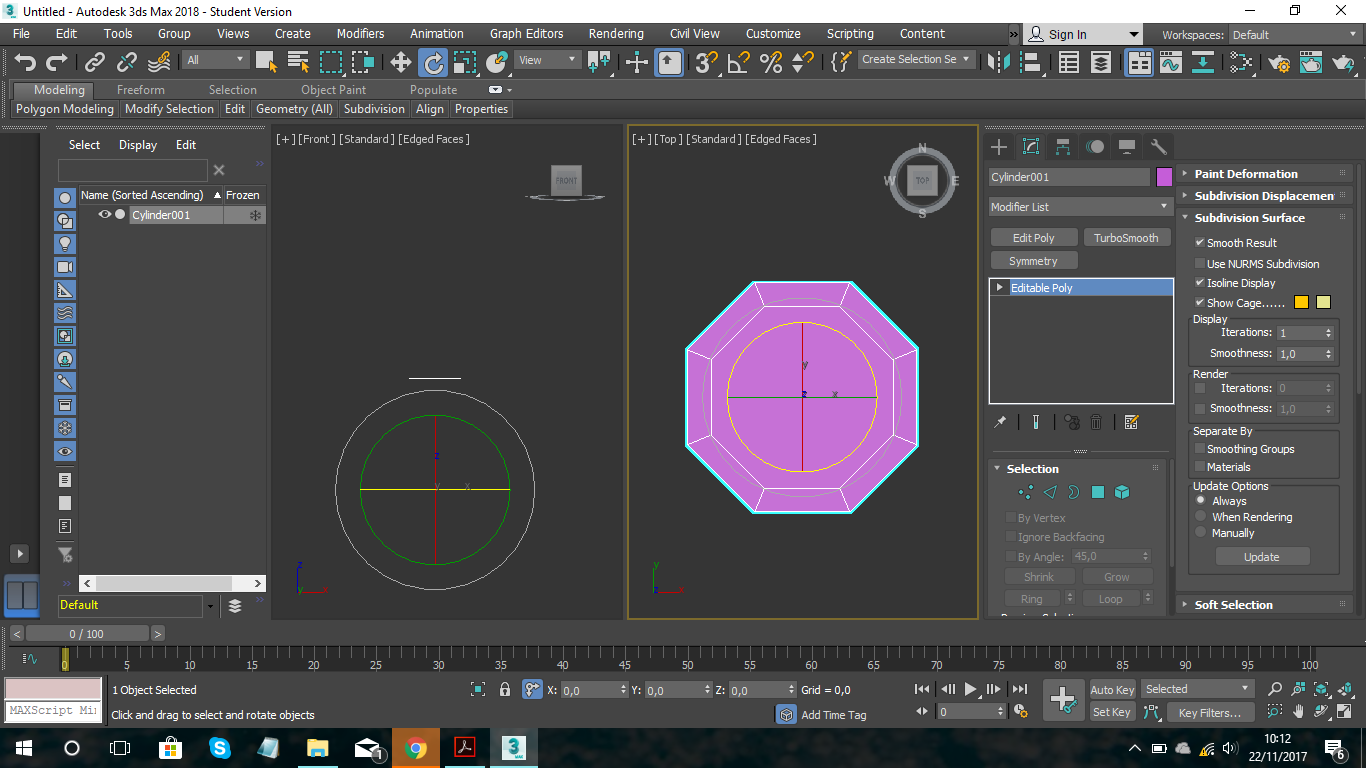 Untitled - Autodesk 3ds Max 2018 - Student Version
File Edit Tools Group Views Create Modifiers Animation Graph Editors Rendering Civil View Customize Scripting Content » Sign In Workspaces: Default
All View 3 Create Selection Se
Modeling Freeform Selection Object Paint Populate
Polygon Modeling Modify Selection Edit Geometry (All) Subdivision Align Properties
Select Display Edit
Name (Sorted Ascending) Frozen
Cylinder001
Default
[+] [Front] [Standard] [Edged Faces]
FRONT
z
y x
z
y
[+] [Top] [Standard] [Edged Faces]
N
W TOP E
S
y
z x
y
z
Cylinder001
Modifier List
Edit Poly TurboSmooth
Symmetry
Editable Poly
Selection
By Vertex
Ignore Backfacing
By Angle: 45,0
Shrink Grow
Ring Loop
Paint Deformation
Subdivision Displacemen
Subdivision Surface
Smooth Result
Use NURMS Subdivision
Isoline Display
Show Cage......
Display
Iterations: 1
Smoothness: 1,0
Render
Iterations: 0
Smoothness: 1,0
Separate By
Smoothing Groups
Materials
Update Options
Always
When Rendering
Manually
Update
Soft Selection
< 0 / 100 >
0 5 10 15 20 25 30 35 40 45 50 55 60 65 70 75 80 85 90 95 100
1 Object Selected X: 0,0 Y: 0,0 Z: 0,0 Grid = 0,0 Auto Key Selected
MAXScript Mi
Click and drag to select and rotate objects Add Time Tag 0 Set Key Key Filters...
1
3 MAX
10:12
22/11/2017
6